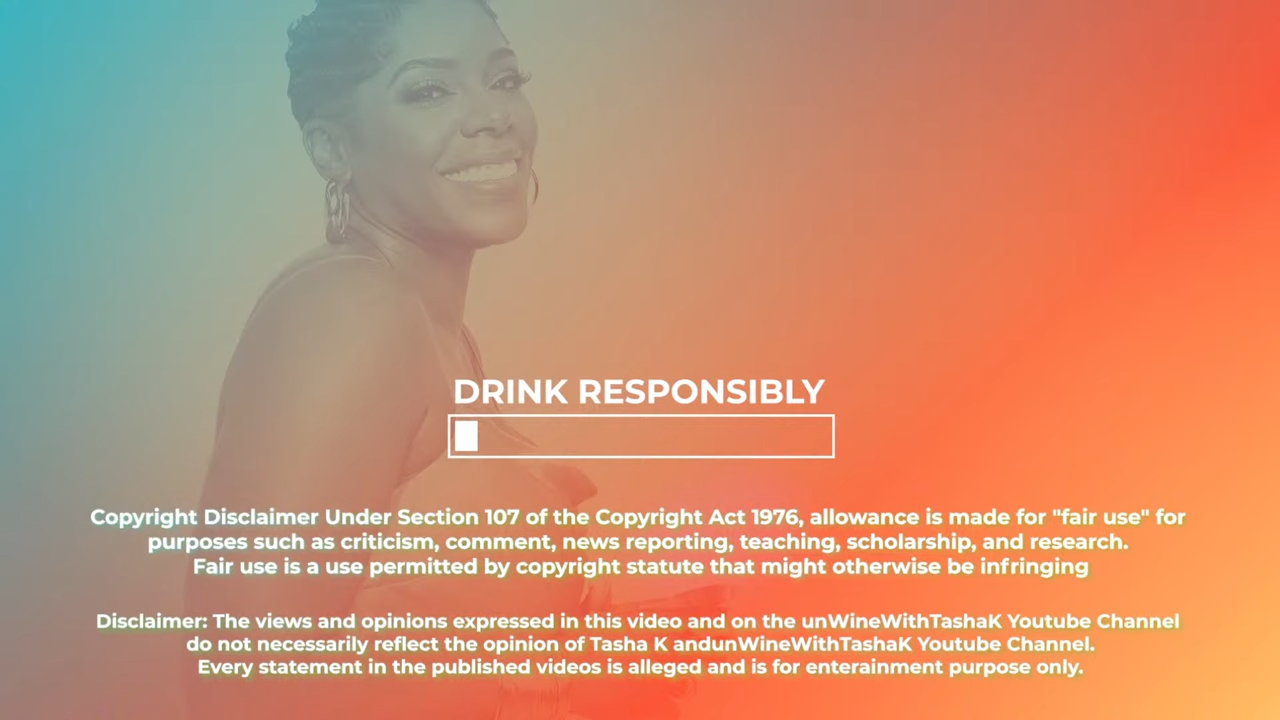 DRINK RESPONSIBLY
Copyright Disclaimer Under Section 107 of the Copyright Act 1976, allowance is made for "fair use" for
purposes such as criticism, comment, news reporting, teaching, scholarship, and research.
Fair use is a use permitted by copyright statute that might otherwise be infringing
Disclaimer: The views and opinions expressed in this video and on the unWineWithTashaK Youtube Channel
do not necessarily reflect the opinion of Tasha K andunWineWithTashaK Youtube Channel.
Every statement in the published videos is alleged and is for enterainment purpose only.